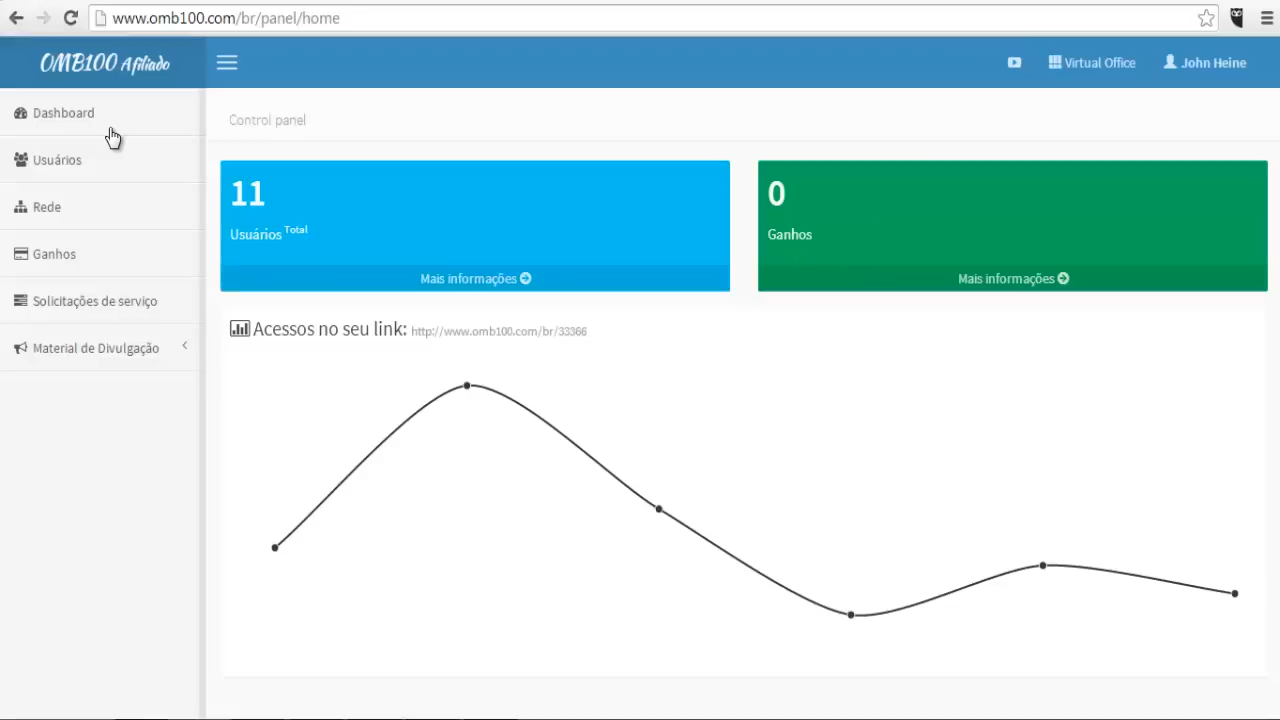 www.omb100.com/br/panel/home
OMB100 Afiliado
Virtual Office
John Heine
Dashboard
Usuários
Rede
Ganhos
Solicitações de serviço
Material de Divulgação
Control panel
11
Usuários Total
Mais informações
0
Ganhos
Mais informações
Acessos no seu link: http://www.omb100.com/br/33366